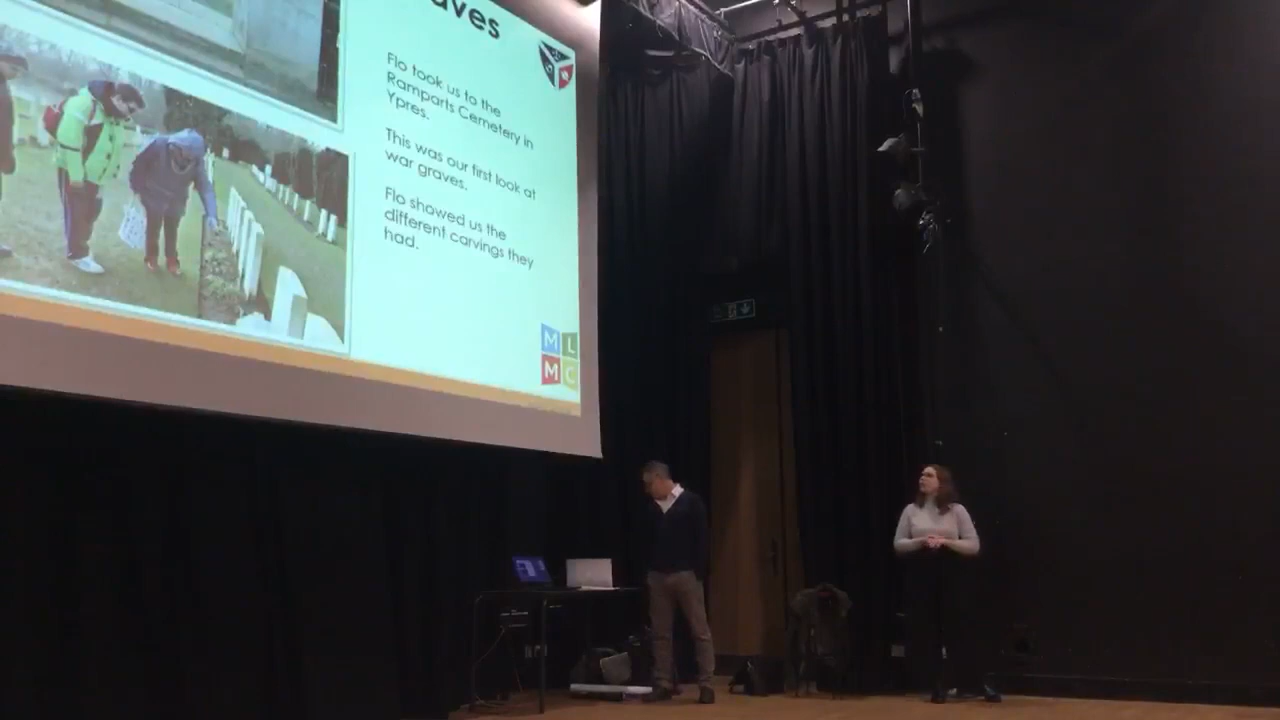 Flo took us to the
Ramparts Cemetery in
Ypres.
This was our first look at
war graves.
Flo showed us the
different carvings they
had.
M L
M C